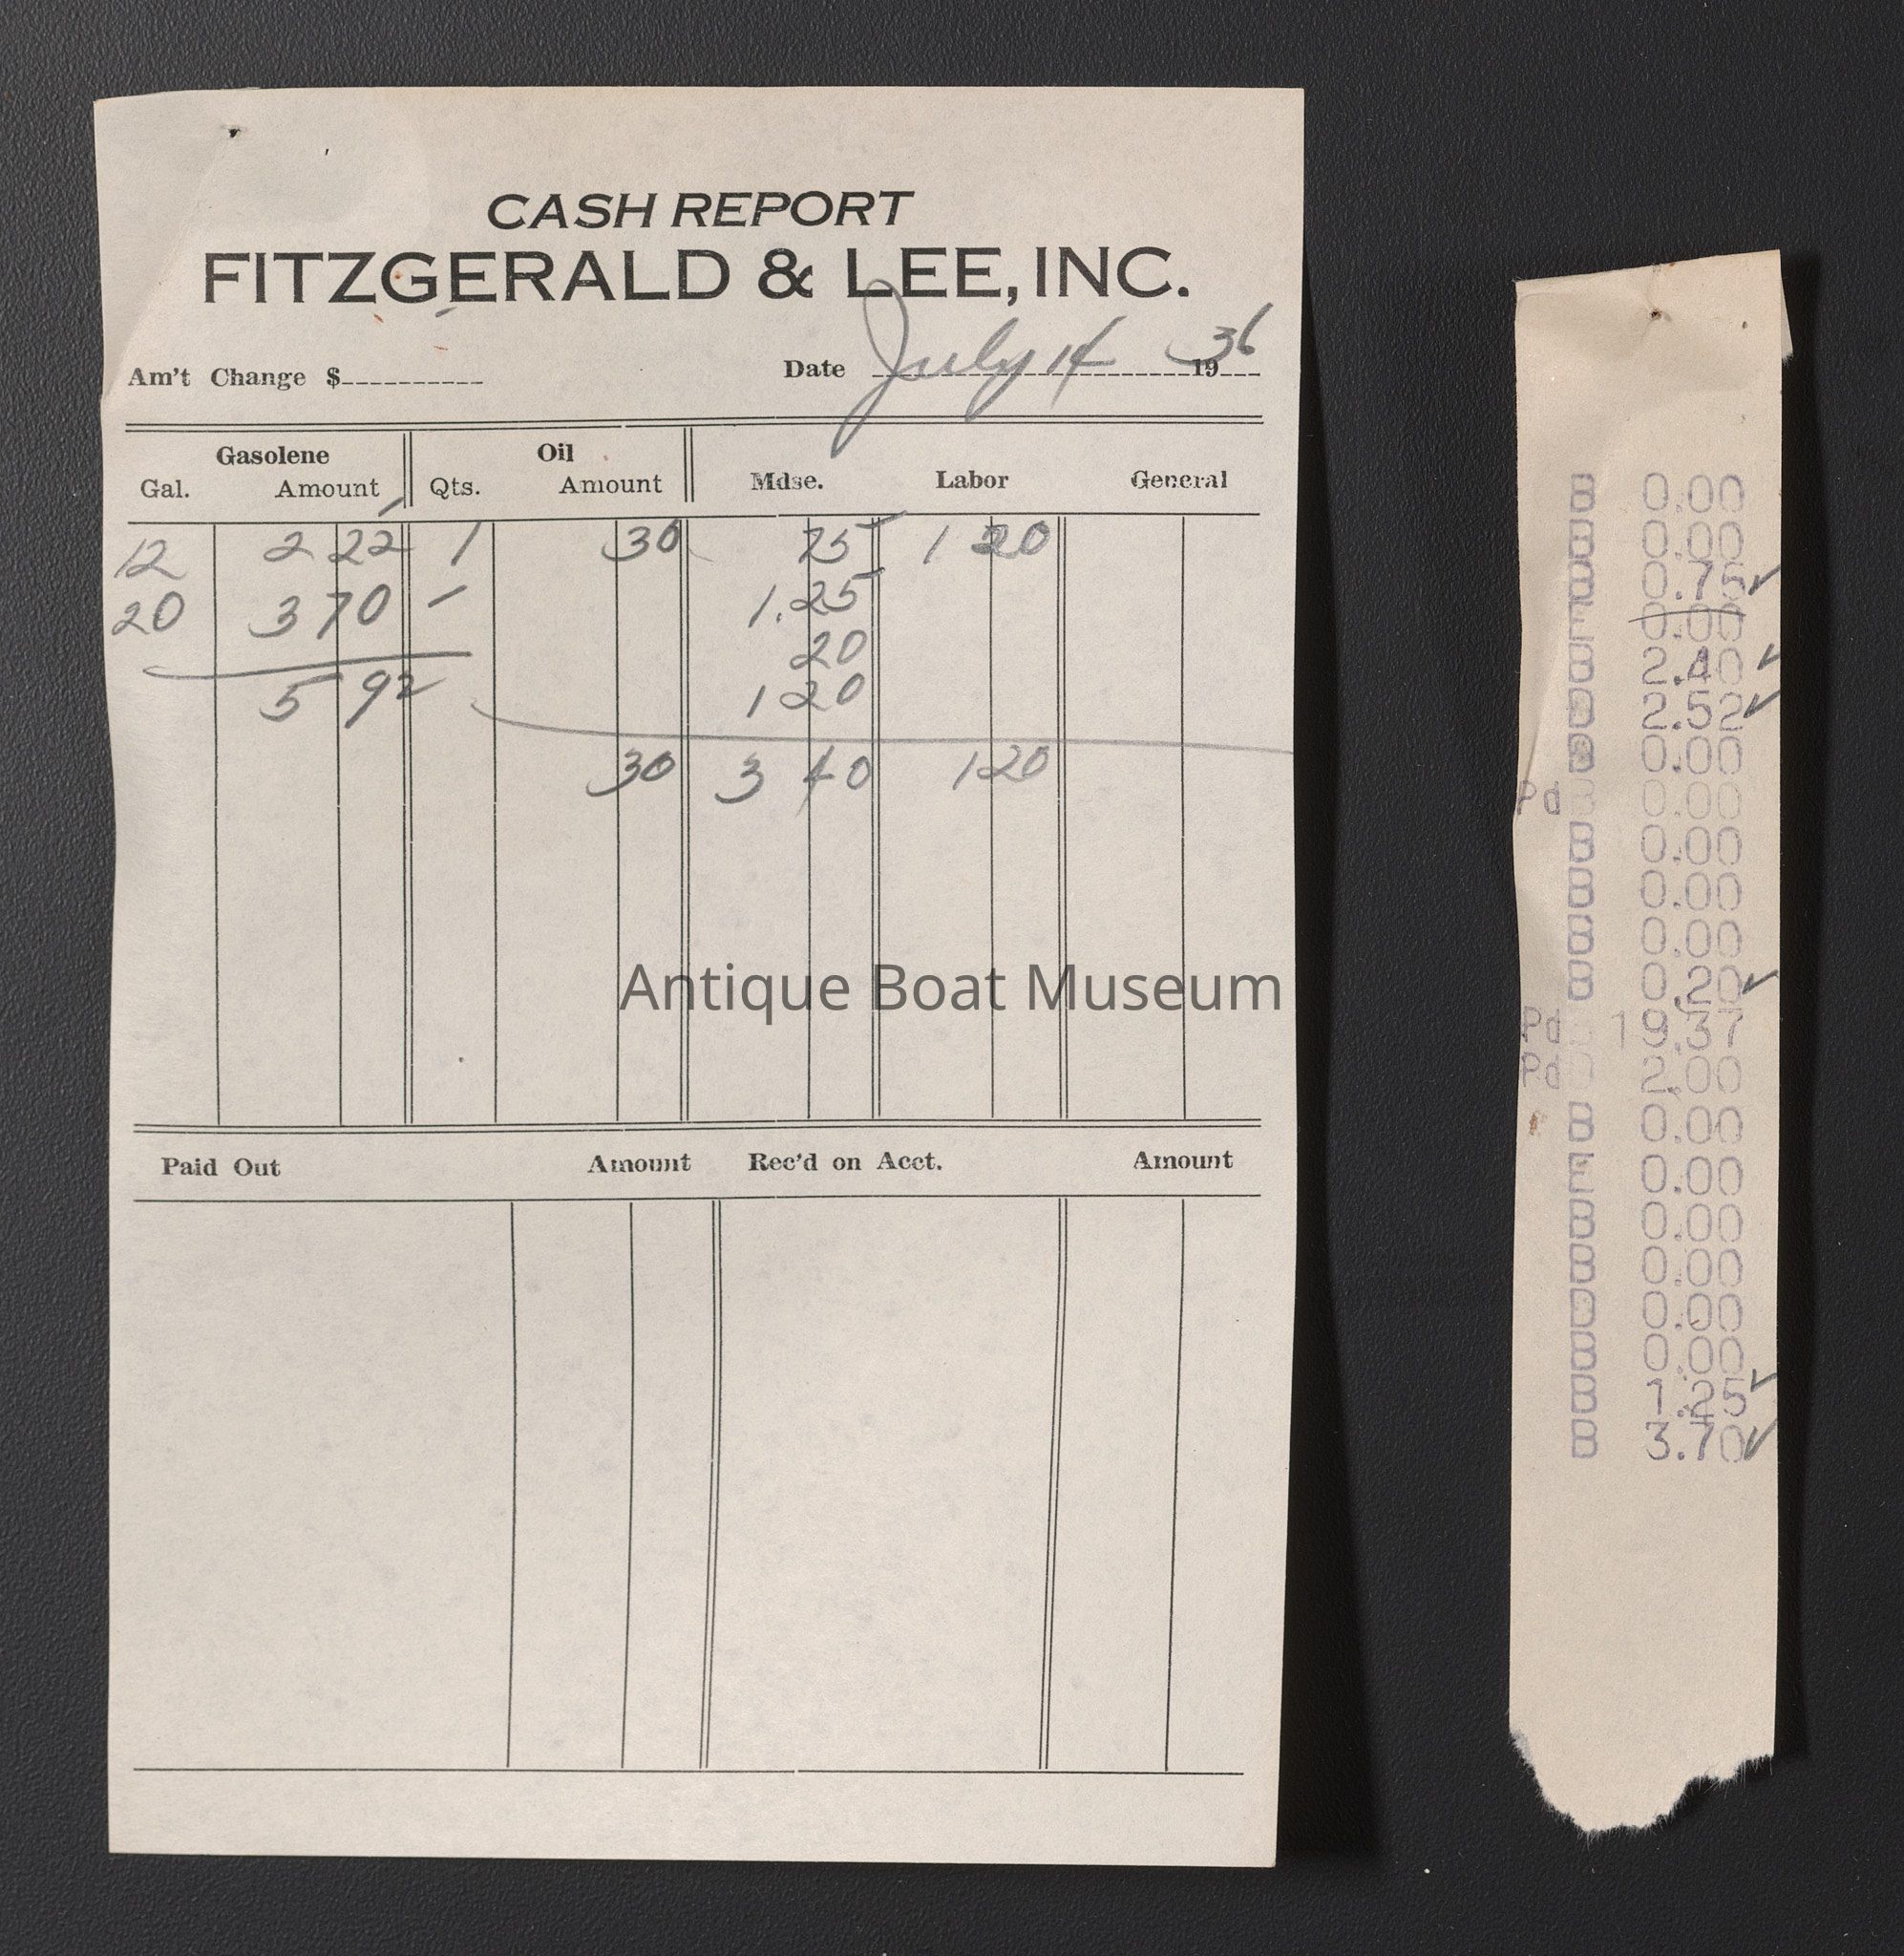 CASH REPORT
FITZGERALD & LEE, INC.
Am't Change $ Date July 14 1936
Gasolene Oil
Gal. Amount Qts. Amount Mdse. Labor General
12 2 22 1 30 75 1 20
20 3 70 – 1.25
20
5 92 1 20
30 3 40 1 20
Antique Boat Museum
Paid Out Amount Rec'd on Acct. Amount
B 0.00
B 0.00
B 0.75 ✓
E 0.00
B 2.40 ✓
B 2.52 ✓
B 0.00
Pd 0.00
B 0.00
B 0.00
B 0.00
B 0.20 ✓
Pd 19.37
Pd 2.00
B 0.00
E 0.00
B 0.00
B 0.00
B 0.00
B 0.00
B 1.25 ✓
B 3.70 ✓